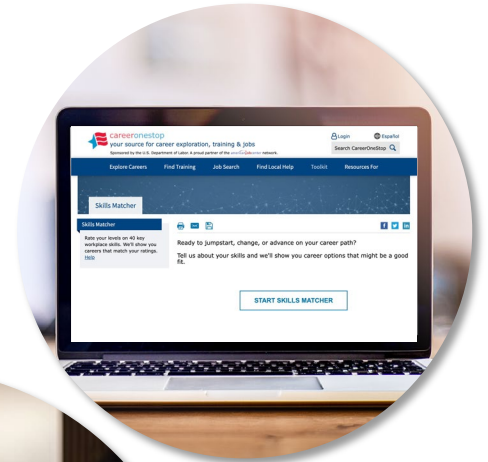 careeronestop
your source for career exploration, training & jobs
Sponsored by the U.S. Department of Labor. A proud partner of the network.
Login
Español
Search CareerOneStop
Explore Careers
Find Training
Job Search
Find Local Help
Toolkit
Resources For
Skills Matcher
Skills Matcher
Rate your levels on 40 key
workplace skills. We'll show you
careers that match your ratings.
Help
Ready to jumpstart, change, or advance on your career path?
Tell us about your skills and we'll show you career options that might be a good
fit.
START SKILLS MATCHER